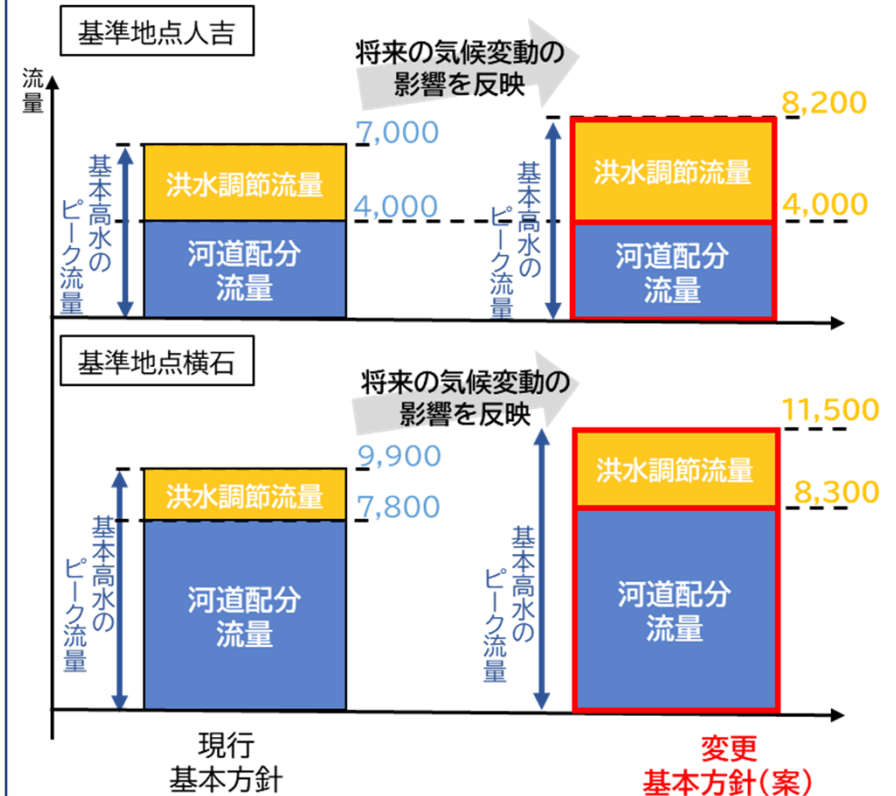 基準地点人吉
将来の気候変動の
影響を反映
流量
7,000
8,200
基本高水の
ピーク流量
洪水調節流量
4,000
河道配分
流量
基本高水の
ピーク流量
洪水調節流量
4,000
河道配分
流量
基準地点横石
将来の気候変動の
影響を反映
9,900
11,500
基本高水の
ピーク流量
洪水調節流量
7,800
河道配分
流量
基本高水の
ピーク流量
洪水調節流量
8,300
河道配分
流量
現行
基本方針
変更
基本方針(案)